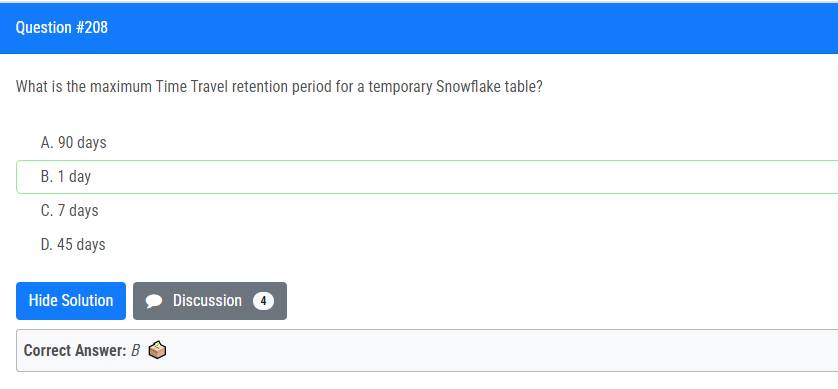 Question #208
What is the maximum Time Travel retention period for a temporary Snowflake table?
A. 90 days
B. 1 day
C. 7 days
D. 45 days
Hide Solution Discussion 4
Correct Answer: B